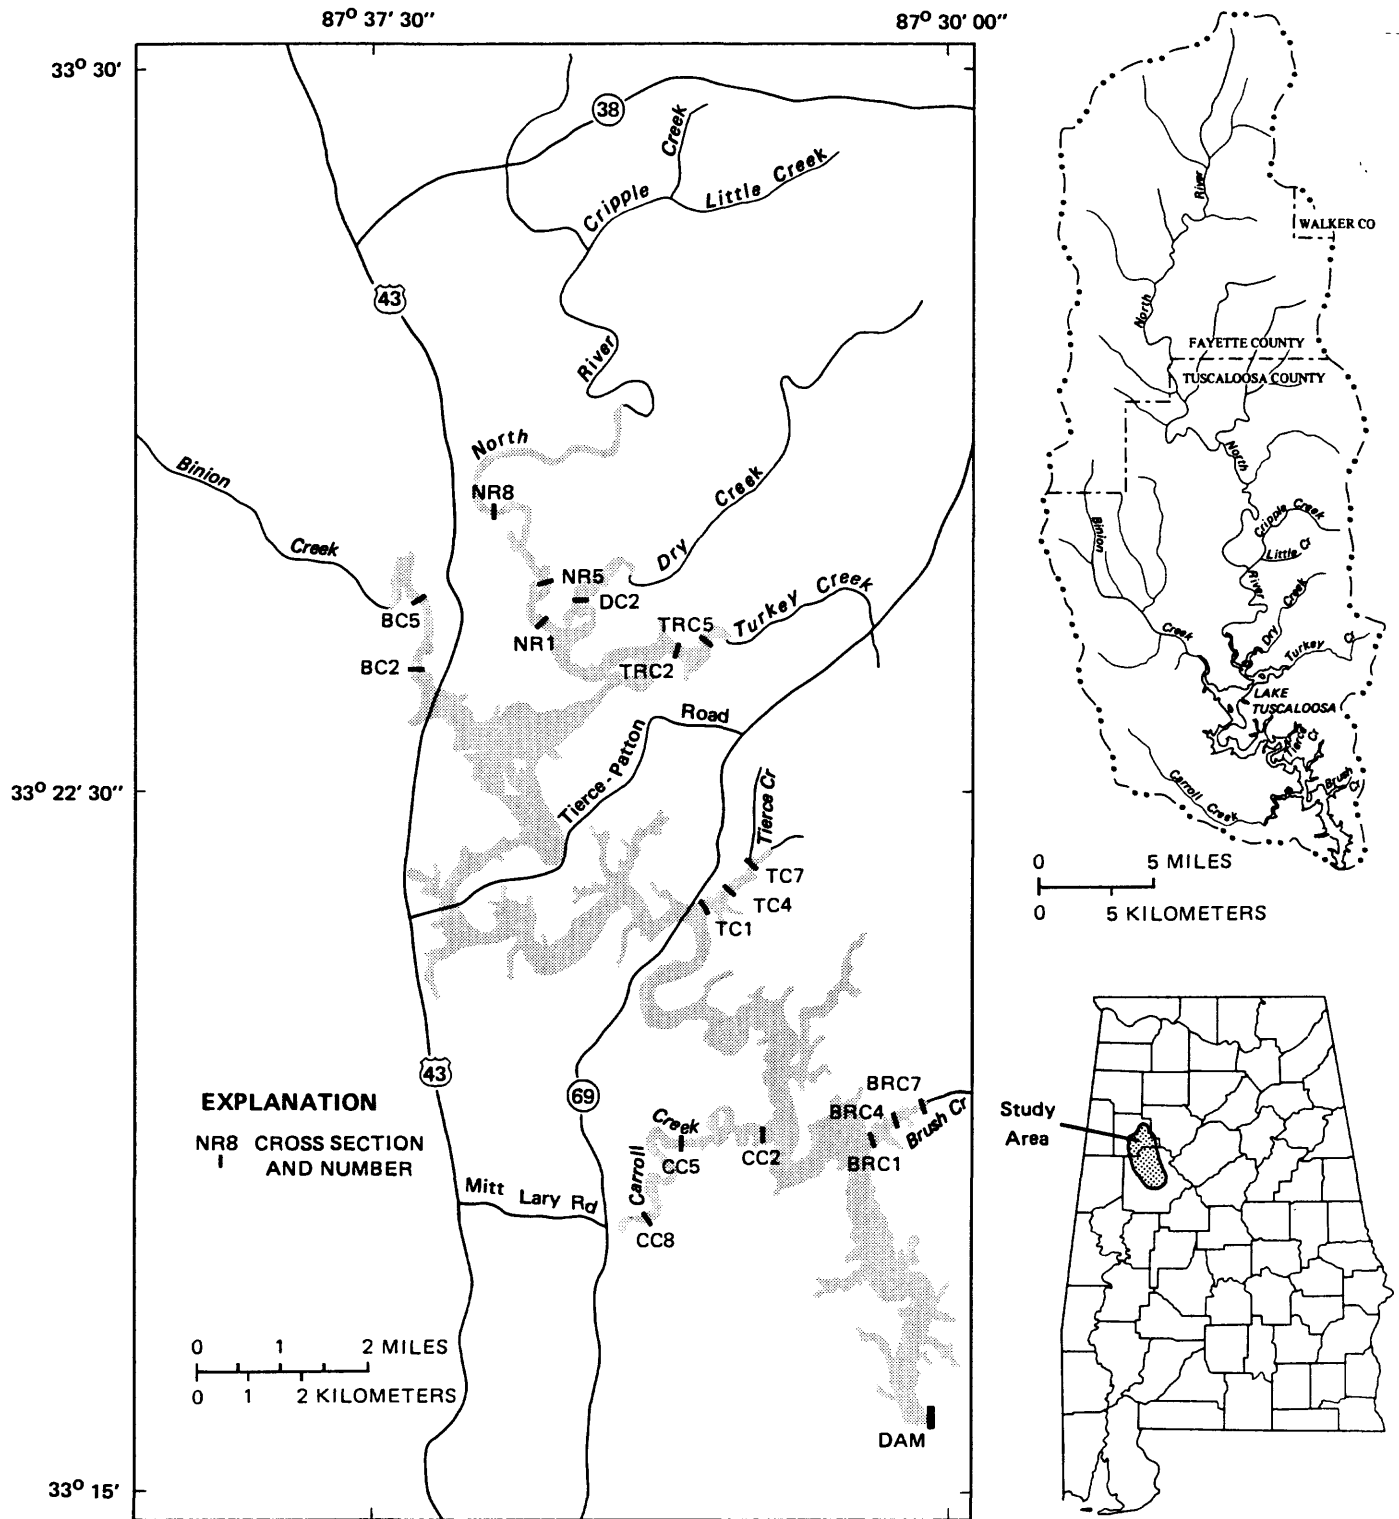 87° 37' 30"
87° 30' 00"
33° 30'
38
Creek
Cripple
Little Creek
43
River
North
Binion
Creek
NR8
Dry Creek
NR5
DC2
BC5
NR1
TRC5
Turkey Creek
BC2
TRC2
Road
Tierce-Patton
33° 22' 30"
Tierce Cr
TC7
TC4
TC1
43
69
BRC7
BRC4
Brush Cr
BRC1
Creek
Carroll
CC5
CC2
CC8
Mitt Lary Rd
EXPLANATION
NR8 CROSS SECTION
AND NUMBER
0 1 2 MILES
0 1 2 KILOMETERS
DAM
33° 15'
River
WALKER CO
North
FAYETTE COUNTY
TUSCALOOSA COUNTY
North
Cripple Creek
Little Cr
Binion
River
Creek
Dry
Creek
Turkey Cr
LAKE
TUSCALOOSA
Tierce Cr
Brush Cr
Carroll Creek
0 5 MILES
0 5 KILOMETERS
Study
Area